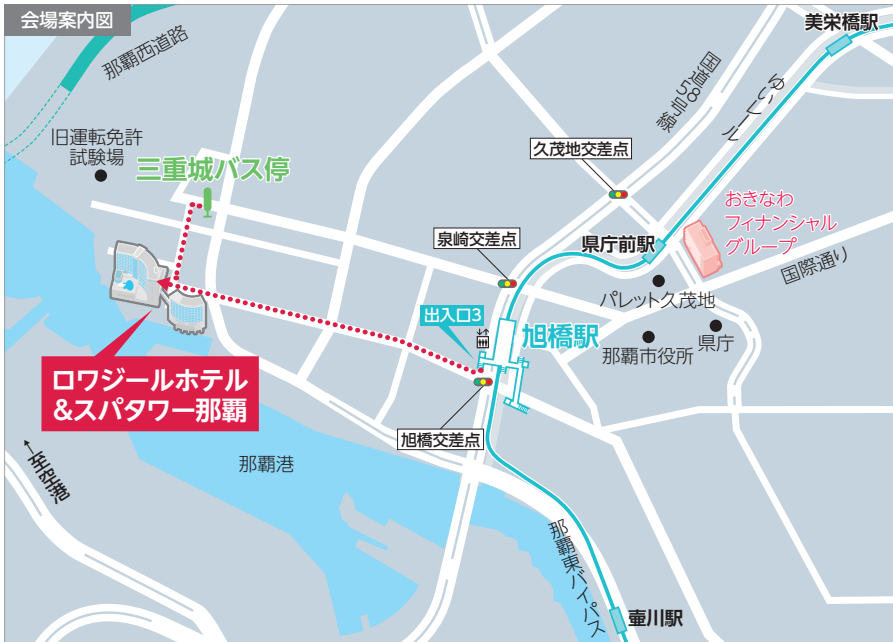 会場案内図
那覇西道路
旧運転免許
試験場
三重城バス停
美栄橋駅
国道58号線
ゆいレール
久茂地交差点
おきなわ
フィナンシャル
グループ
泉崎交差点
県庁前駅
国際通り
パレット久茂地
出入口3
旭橋駅
那覇市役所
県庁
ロワジールホテル
&スパタワー那覇
旭橋交差点
至空港
那覇港
那覇東バイパス
壷川駅